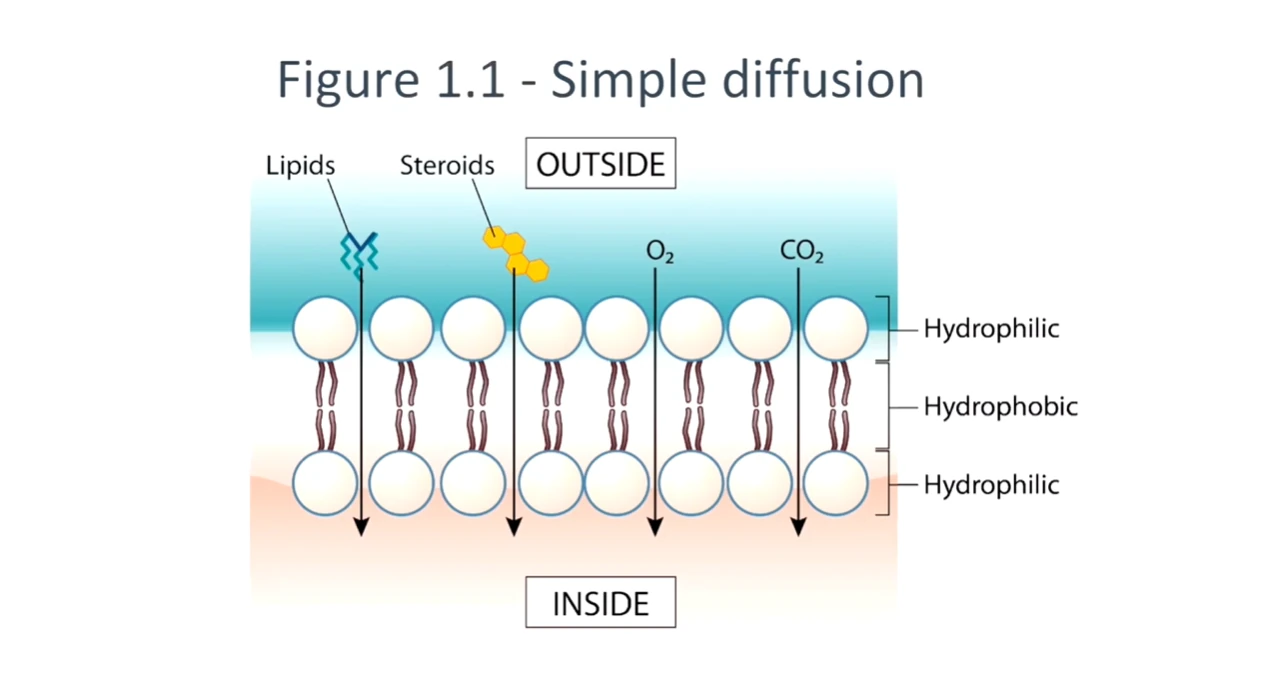 Figure 1.1 - Simple diffusion
Lipids
Steroids
OUTSIDE
O₂
CO₂
Hydrophilic
Hydrophobic
Hydrophilic
INSIDE